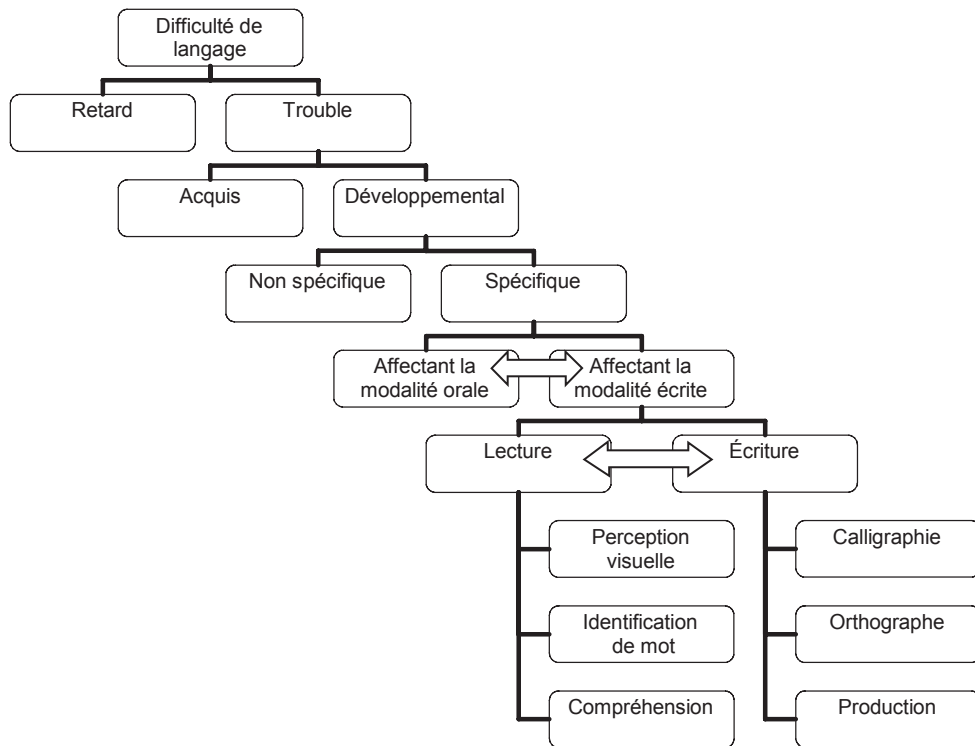 Difficulté de
langage
Retard
Trouble
Acquis
Développemental
Non spécifique
Spécifique
Affectant la
modalité orale
Affectant la
modalité écrite
Lecture
Écriture
Perception
visuelle
Calligraphie
Identification
de mot
Orthographe
Compréhension
Production